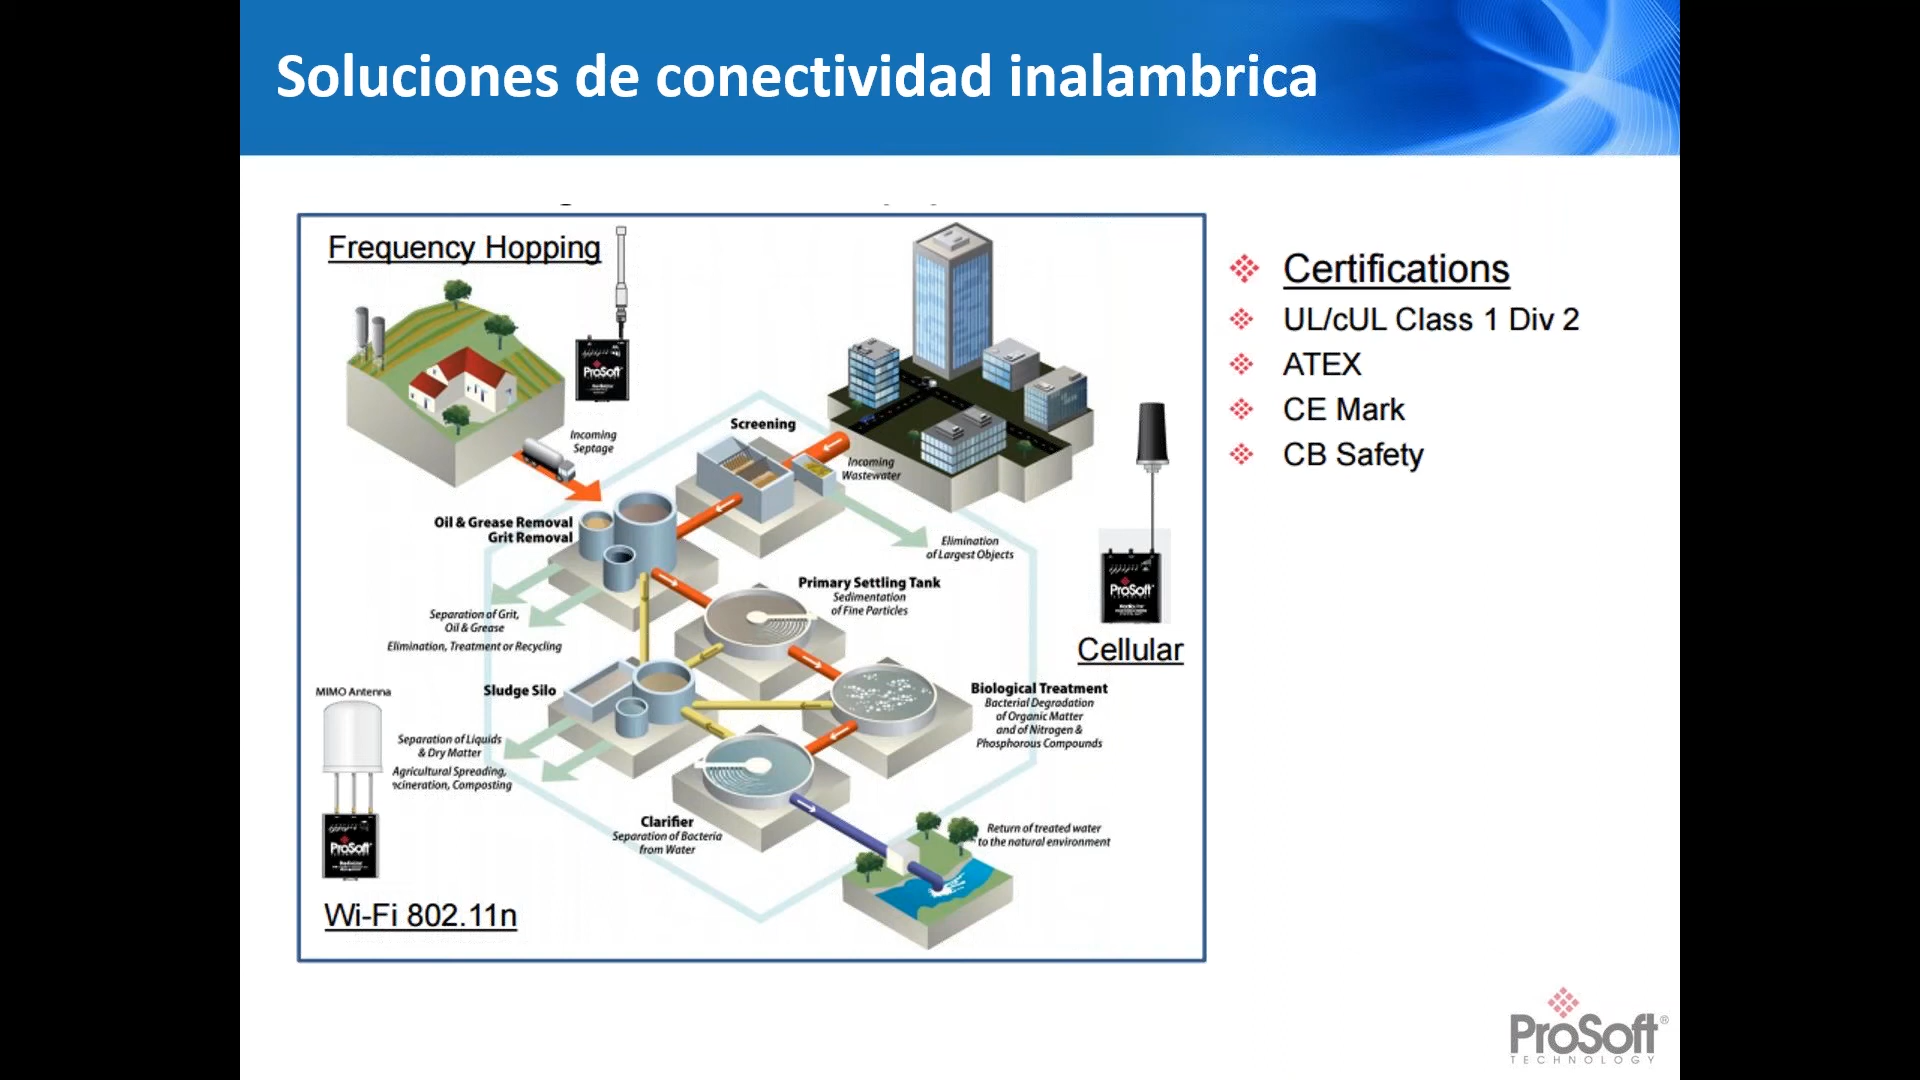 Soluciones de conectividad inalambrica
Frequency Hopping
ProSoft
Incoming
Septage
Screening
Incoming
Wastewater
Oil & Grease Removal
Grit Removal
Elimination
of Largest Objects
Primary Settling Tank
Sedimentation
of Fine Particles
Separation of Grit,
Oil & Grease
Elimination, Treatment or Recycling
ProSoft
Cellular
MIMO Antenna
Sludge Silo
Biological Treatment
Bacterial Degradation
of Organic Matter
and of Nitrogen &
Phosphorous Compounds
Separation of Liquids
& Dry Matter
Agricultural Spreading,
ncineration, Composting
Clarifier
Separation of Bacteria
from Water
Return of treated water
to the natural environment
ProSoft
Wi-Fi 802.11n
Certifications
UL/cUL Class 1 Div 2
ATEX
CE Mark
CB Safety
ProSoft®
TECHNOLOGY